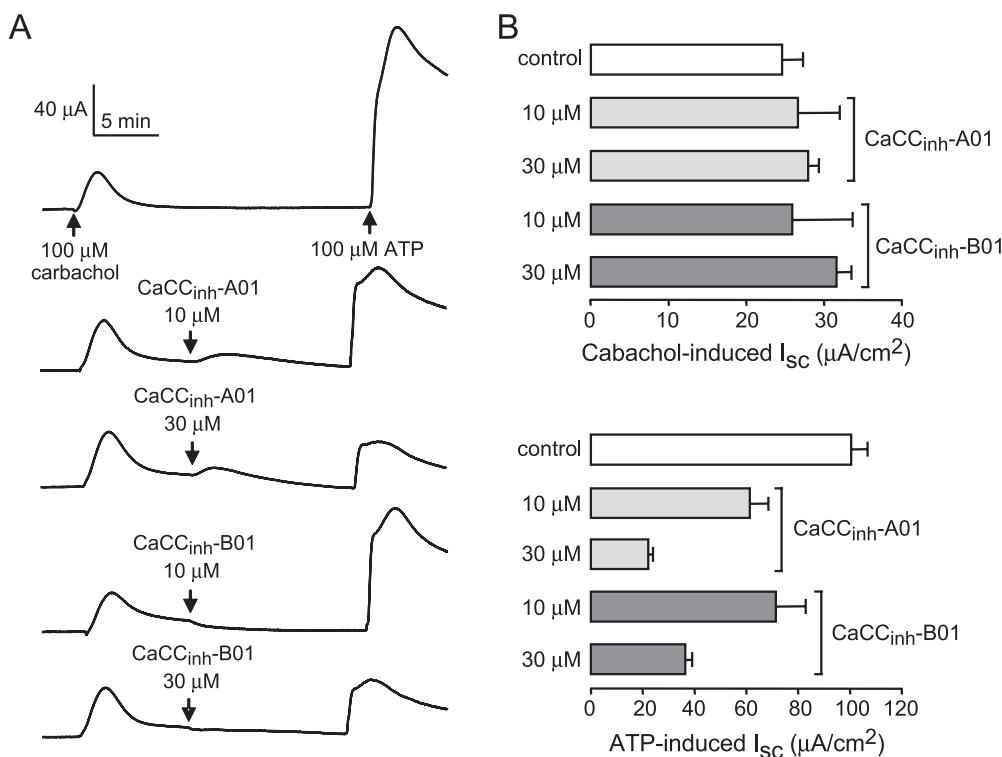 A
40 μA
5 min
100 μM
carbachol
100 μM ATP
CaCCinh-A01
10 μM
CaCCinh-A01
30 μM
CaCCinh-B01
10 μM
CaCCinh-B01
30 μM
B
control
10 μM
30 μM
CaCCinh-A01
10 μM
30 μM
CaCCinh-B01
0 10 20 30 40
Cabachol-induced ISC (μA/cm2)
control
10 μM
30 μM
CaCCinh-A01
10 μM
30 μM
CaCCinh-B01
0 20 40 60 80 100 120
ATP-induced ISC (μA/cm2)